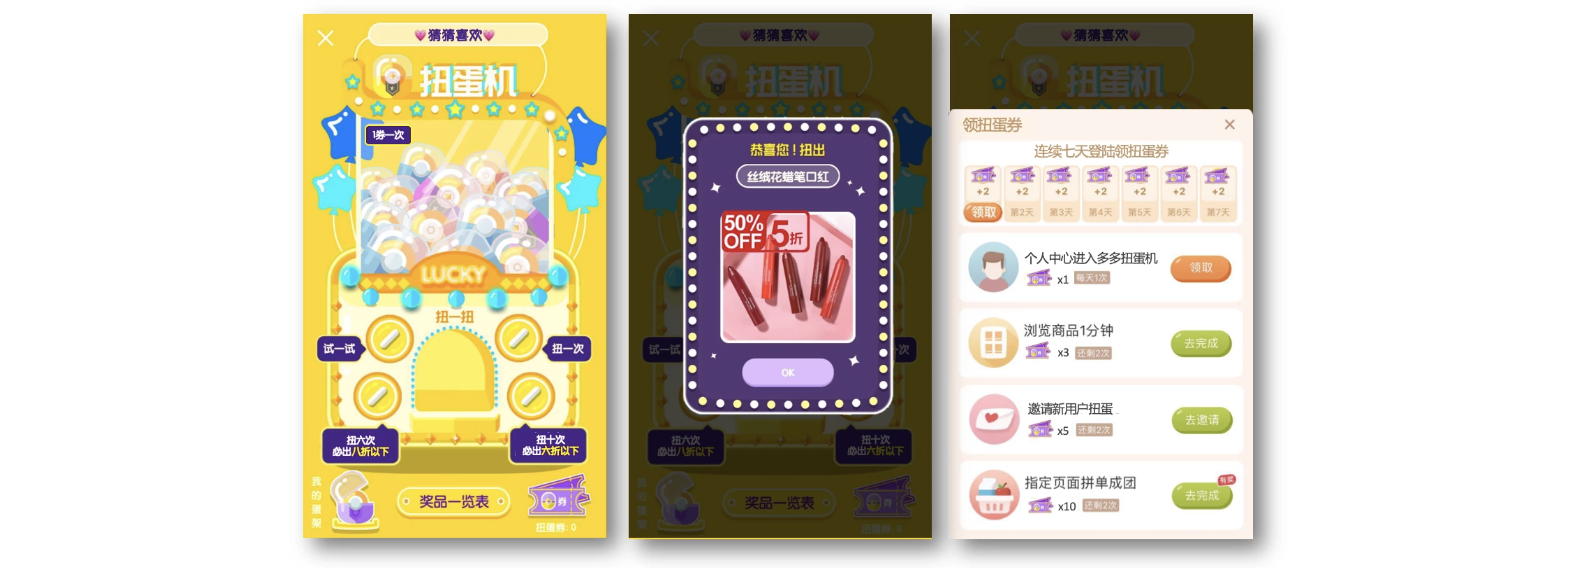 猜猜喜欢
扭蛋机
1券一次
LUCKY
扭一扭
试一试
扭一次
扭六次
必出八折以下
扭十次
必出六折以下
我的蛋架
奖品一览表
券
扭蛋券: 0
猜猜喜欢
扭蛋机
恭喜您！扭出
丝绒花蜡笔口红
50%
OFF
5折
OK
试一试
次
扭六次
必出八折以下
扭十次
必出六折以下
我的蛋架
奖品一览表
券
扭蛋券: 0
猜猜喜欢
扭蛋机
领扭蛋券
连续七天登陆领扭蛋券
+2 +2 +2 +2 +2 +2 +2
领取 第2天 第3天 第4天 第5天 第6天 第7天
个人中心进入多多扭蛋机
x1 每天1次
领取
浏览商品1分钟
x3 还剩2次
去完成
邀请新用户扭蛋
x5 还剩2次
去邀请
指定页面拼单成团
x10 还剩2次
有奖
去完成